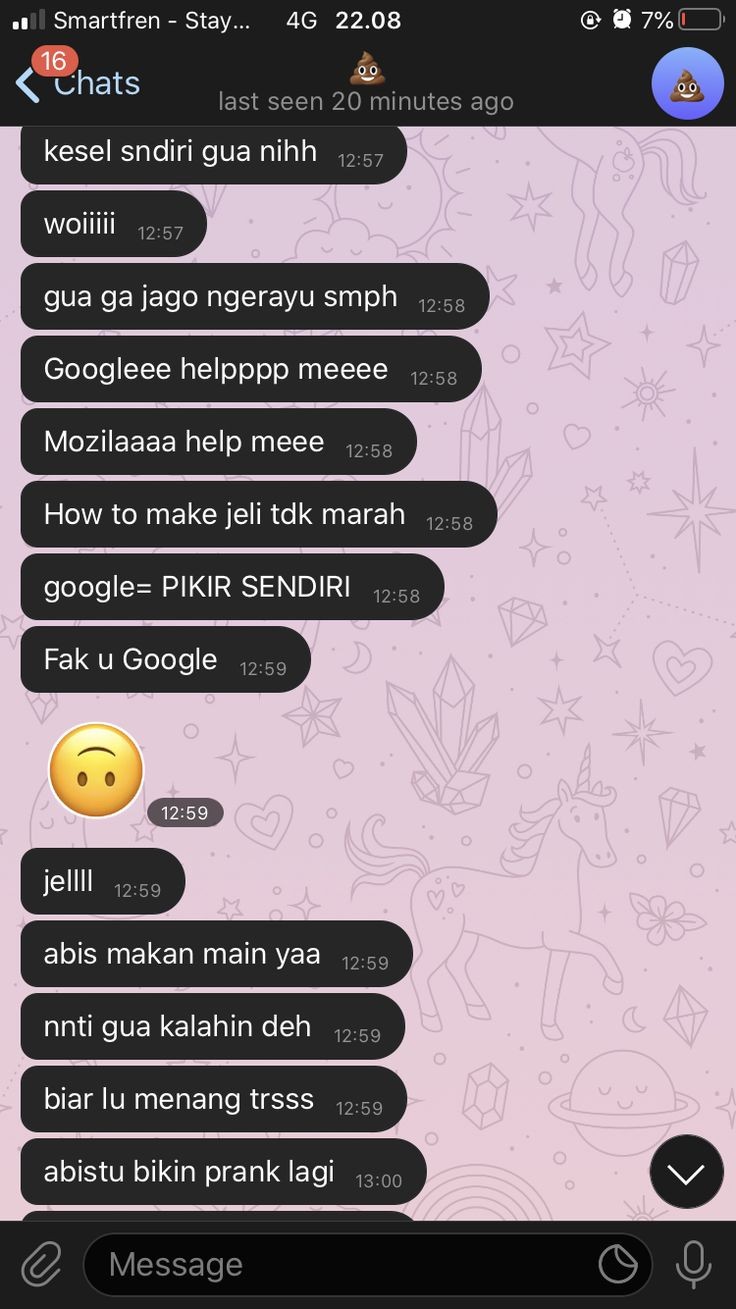 Smartfren - Stay... 4G 22.08 7%
16
Chats
last seen 20 minutes ago
kesel sndiri gua nihh 12:57
woiiiii 12:57
gua ga jago ngerayu smph 12:58
Googleee helpppp meeee 12:58
Mozilaaaa help meee 12:58
How to make jeli tdk marah 12:58
google= PIKIR SENDIRI 12:58
Fak u Google 12:59
12:59
jellll 12:59
abis makan main yaa 12:59
nnti gua kalahin deh 12:59
biar lu menang trsss 12:59
abistu bikin prank lagi 13:00
Message